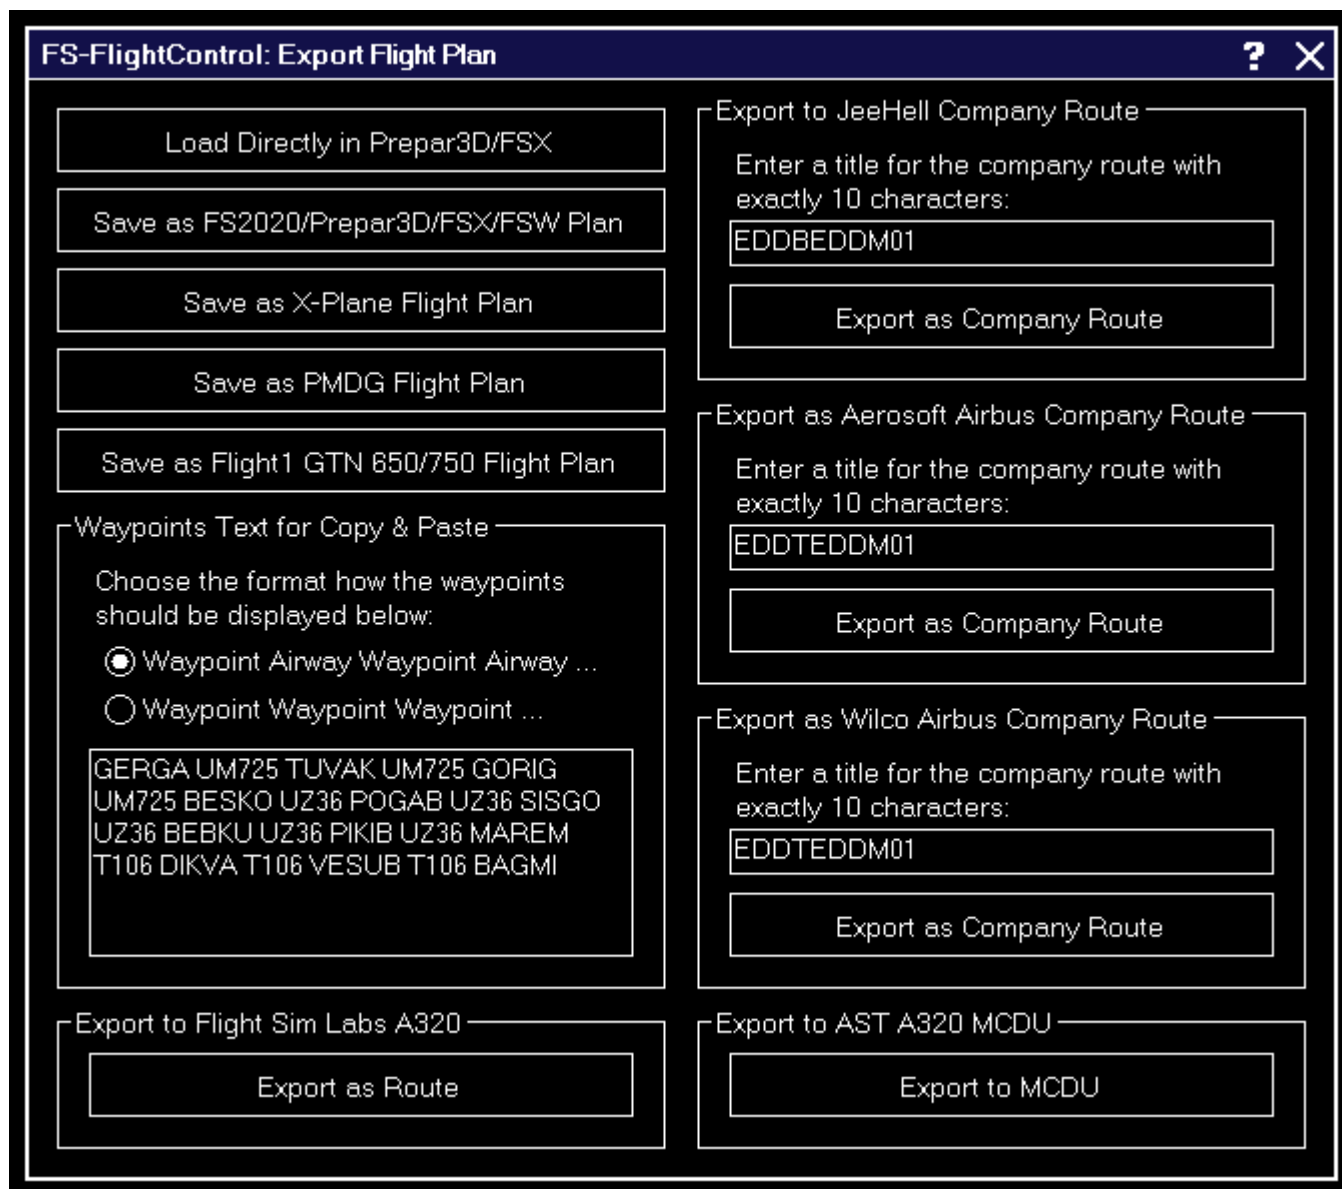 FS-FlightControl: Export Flight Plan
?
Load Directly in Prepar3D/FSX
Save as FS2020/Prepar3D/FSX/FSW Plan
Save as X-Plane Flight Plan
Save as PMDG Flight Plan
Save as Flight1 GTN 650/750 Flight Plan
Waypoints Text for Copy & Paste
Choose the format how the waypoints
should be displayed below:
Waypoint Airway Waypoint Airway ...
Waypoint Waypoint Waypoint ...
GERGA UM725 TUVAK UM725 GORIG
UM725 BESKO UZ36 POGAB UZ36 SISGO
UZ36 BEBKU UZ36 PIKIB UZ36 MAREM
T106 DIKVA T106 VESUB T106 BAGMI
Export to Flight Sim Labs A320
Export as Route
Export to JeeHell Company Route
Enter a title for the company route with
exactly 10 characters:
EDDBEDDM01
Export as Company Route
Export as Aerosoft Airbus Company Route
Enter a title for the company route with
exactly 10 characters:
EDDTEDDM01
Export as Company Route
Export as Wilco Airbus Company Route
Enter a title for the company route with
exactly 10 characters:
EDDTEDDM01
Export as Company Route
Export to AST A320 MCDU
Export to MCDU